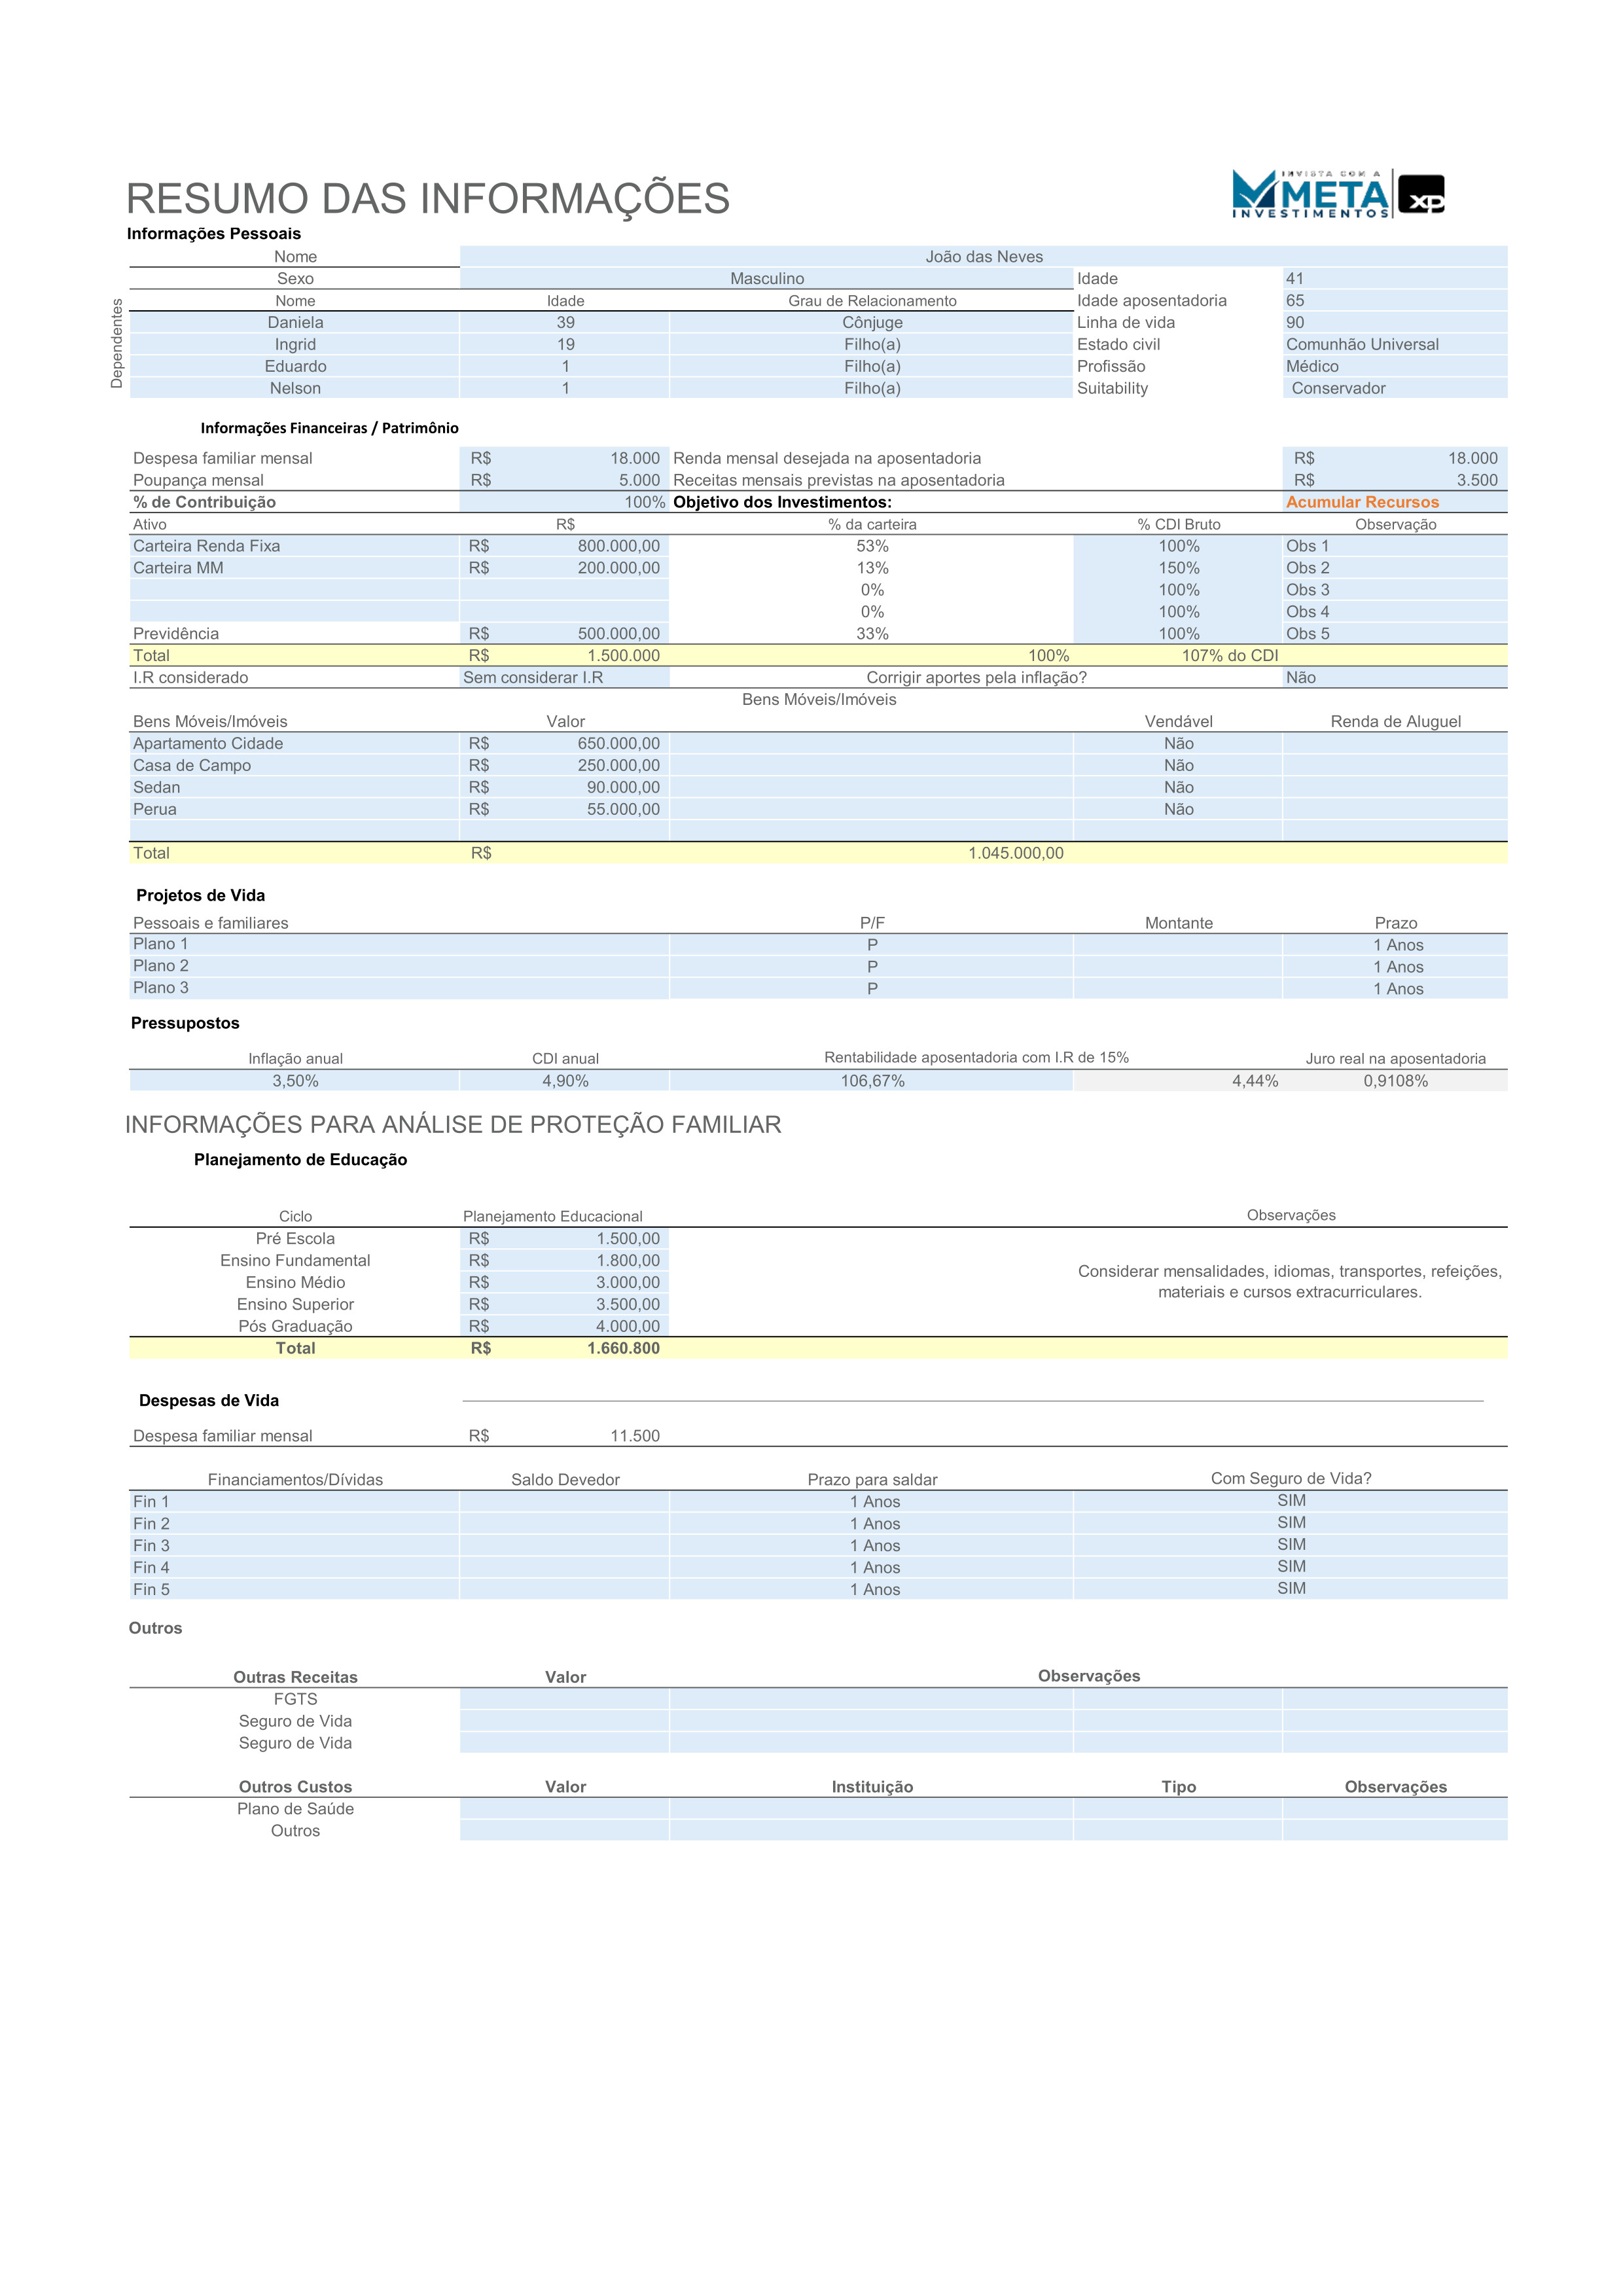 INVISTA COM A
META
INVESTIMENTOS
xp
RESUMO DAS INFORMAÇÕES
Informações Pessoais
Nome João das Neves
Sexo Masculino Idade 41
Dependentes
Nome Idade Grau de Relacionamento Idade aposentadoria 65
Daniela 39 Cônjuge Linha de vida 90
Ingrid 19 Filho(a) Estado civil Comunhão Universal
Eduardo 1 Filho(a) Profissão Médico
Nelson 1 Filho(a) Suitability Conservador
Informações Financeiras / Patrimônio
Despesa familiar mensal R$ 18.000 Renda mensal desejada na aposentadoria R$ 18.000
Poupança mensal R$ 5.000 Receitas mensais previstas na aposentadoria R$ 3.500
% de Contribuição 100% Objetivo dos Investimentos: Acumular Recursos
Ativo R$ % da carteira % CDI Bruto Observação
Carteira Renda Fixa R$ 800.000,00 53% 100% Obs 1
Carteira MM R$ 200.000,00 13% 150% Obs 2
0% 100% Obs 3
0% 100% Obs 4
Previdência R$ 500.000,00 33% 100% Obs 5
Total R$ 1.500.000 100% 107% do CDI
I.R considerado Sem considerar I.R Corrigir aportes pela inflação? Não
Bens Móveis/Imóveis
Bens Móveis/Imóveis Valor Vendável Renda de Aluguel
Apartamento Cidade R$ 650.000,00 Não
Casa de Campo R$ 250.000,00 Não
Sedan R$ 90.000,00 Não
Perua R$ 55.000,00 Não
Total R$ 1.045.000,00
Projetos de Vida
Pessoais e familiares P/F Montante Prazo
Plano 1 P 1 Anos
Plano 2 P 1 Anos
Plano 3 P 1 Anos
Pressupostos
Inflação anual CDI anual Rentabilidade aposentadoria com I.R de 15% Juro real na aposentadoria
3,50% 4,90% 106,67% 4,44% 0,9108%
INFORMAÇÕES PARA ANÁLISE DE PROTEÇÃO FAMILIAR
Planejamento de Educação
Ciclo Planejamento Educacional Observações
Pré Escola R$ 1.500,00
Ensino Fundamental R$ 1.800,00
Ensino Médio R$ 3.000,00
Ensino Superior R$ 3.500,00
Pós Graduação R$ 4.000,00
Considerar mensalidades, idiomas, transportes, refeições,
materiais e cursos extracurriculares.
Total R$ 1.660.800
Despesas de Vida
Despesa familiar mensal R$ 11.500
Financiamentos/Dívidas Saldo Devedor Prazo para saldar Com Seguro de Vida?
Fin 1 1 Anos SIM
Fin 2 1 Anos SIM
Fin 3 1 Anos SIM
Fin 4 1 Anos SIM
Fin 5 1 Anos SIM
Outros
Outras Receitas Valor Observações
FGTS
Seguro de Vida
Seguro de Vida
Outros Custos Valor Instituição Tipo Observações
Plano de Saúde
Outros